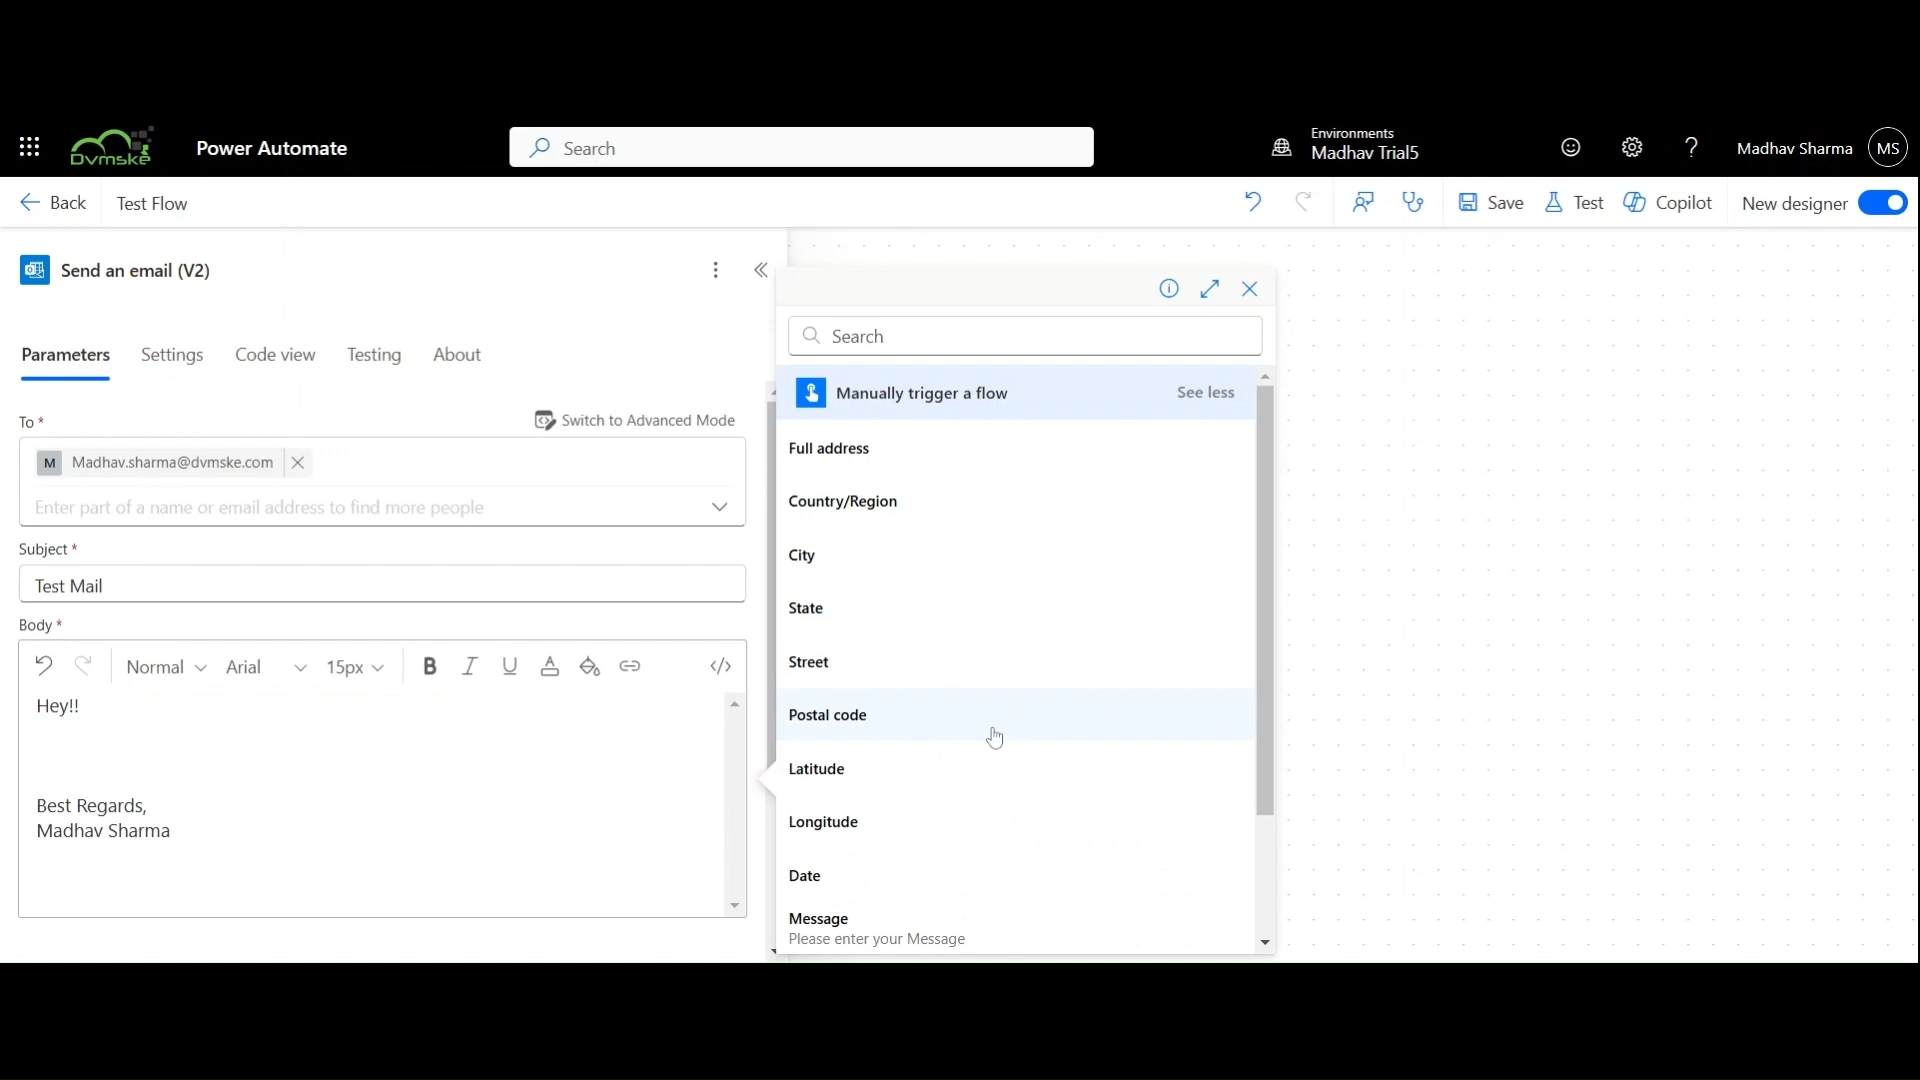 Dvmske
Power Automate
Search
Environments
Madhav Trial5
Madhav Sharma
MS
Back
Test Flow
Save
Test
Copilot
New designer
Send an email (V2)
Parameters
Settings
Code view
Testing
About
To *
Switch to Advanced Mode
M
Madhav.sharma@dvmske.com
Enter part of a name or email address to find more people
Subject *
Test Mail
Body *
Normal
Arial
15px
B I U A </>
Hey!!
Best Regards,
Madhav Sharma
Search
Manually trigger a flow
See less
Full address
Country/Region
City
State
Street
Postal code
Latitude
Longitude
Date
Message
Please enter your Message